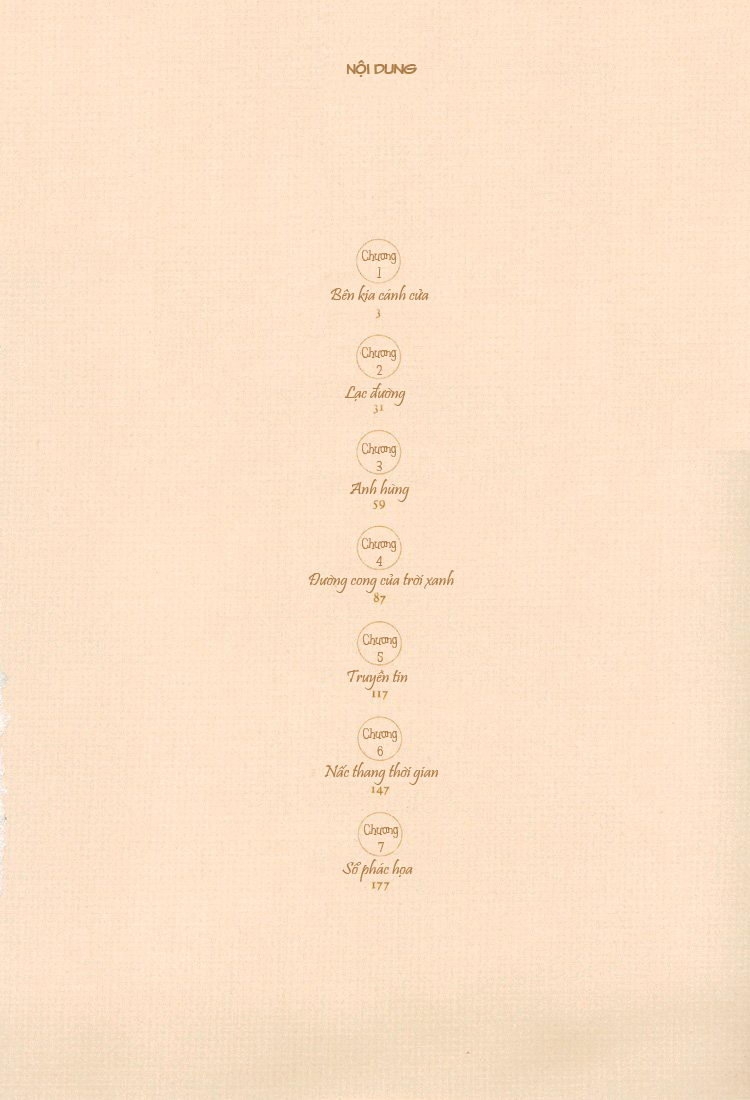 NỘI DUNG
Chương
1
Bên kia cánh cửa
3
Chương
2
Lạc đường
31
Chương
3
Anh hùng
59
Chương
4
Đường cong của trời xanh
87
Chương
5
Truyền tin
117
Chương
6
Nấc thang thời gian
147
Chương
7
Sổ phác họa
177